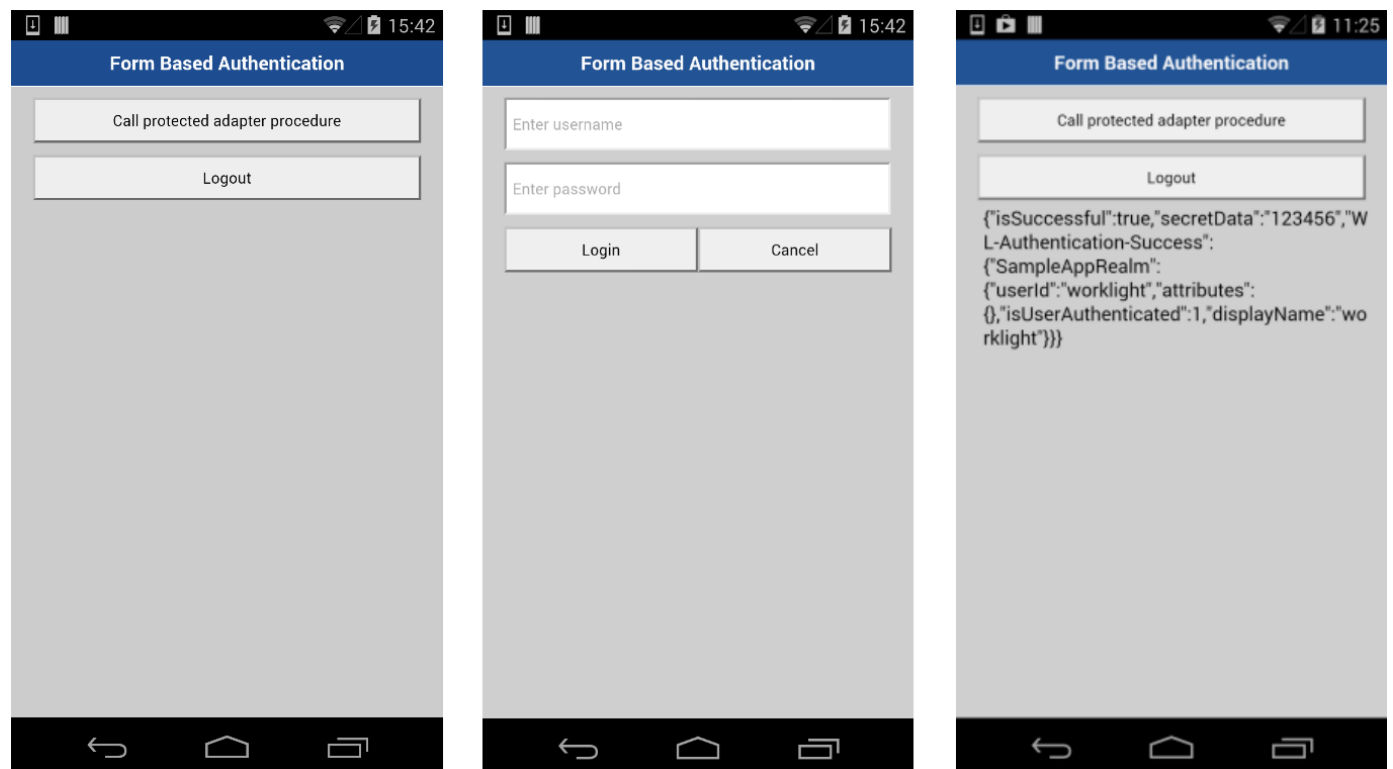 15:42
Form Based Authentication
Call protected adapter procedure
Logout
15:42
Form Based Authentication
Enter username
Enter password
Login Cancel
11:25
Form Based Authentication
Call protected adapter procedure
Logout
{"isSuccessful":true,"secretData":"123456","W
L-Authentication-Success":
{"SampleAppRealm":
{"userId":"worklight","attributes":
{},"isUserAuthenticated":1,"displayName":"wo
rklight"}}}